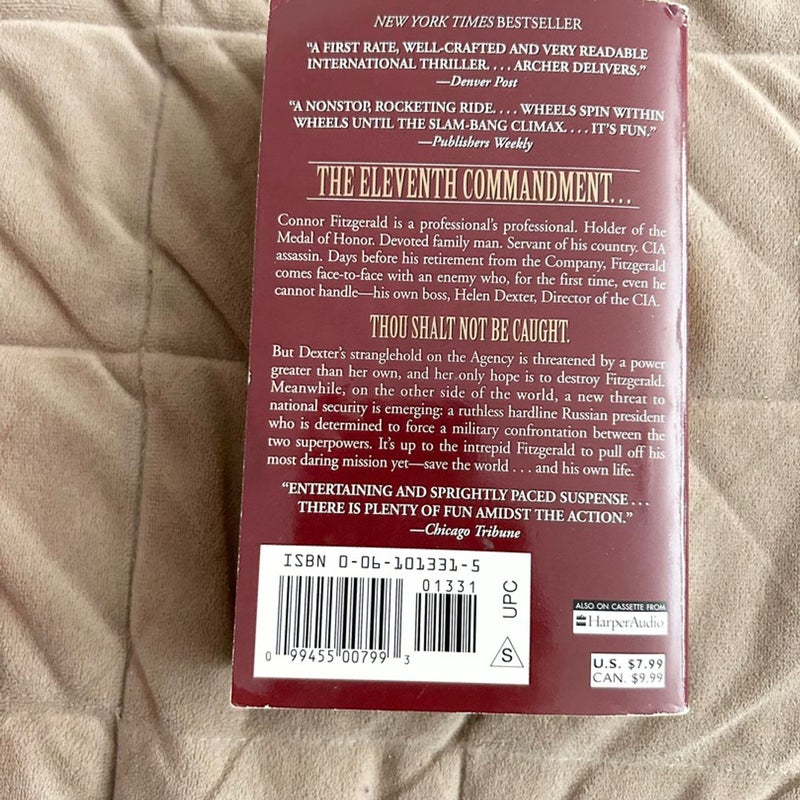 NEW YORK TIMES BESTSELLER
"A FIRST RATE, WELL-CRAFTED AND VERY READABLE
INTERNATIONAL THRILLER. . . . ARCHER DELIVERS."
—Denver Post
"A NONSTOP, ROCKETING RIDE. . . . WHEELS SPIN WITHIN
WHEELS UNTIL THE SLAM-BANG CLIMAX. . . . IT'S FUN."
—Publishers Weekly
THE ELEVENTH COMMANDMENT. . .
Connor Fitzgerald is a professional's professional. Holder of the
Medal of Honor. Devoted family man. Servant of his country. CIA
assassin. Days before his retirement from the Company, Fitzgerald
comes face-to-face with an enemy who, for the first time, even he
cannot handle—his own boss, Helen Dexter, Director of the CIA.
THOU SHALT NOT BE CAUGHT.
But Dexter's stranglehold on the Agency is threatened by a power
greater than her own, and her only hope is to destroy Fitzgerald.
Meanwhile, on the other side of the world, a new threat to
national security is emerging: a ruthless hardline Russian president
who is determined to force a military confrontation between the
two superpowers. It's up to the intrepid Fitzgerald to pull off his
most daring mission yet—save the world . . . and his own life.
"ENTERTAINING AND SPRIGHTLY PACED SUSPENSE . . .
THERE IS PLENTY OF FUN AMIDST THE ACTION."
—Chicago Tribune
ISBN 0-06-101331-5
01331
0 99455 00799 3
UPC
S
ALSO ON CASSETTE FROM
HarperAudio
U.S. $7.99
CAN. $9.99